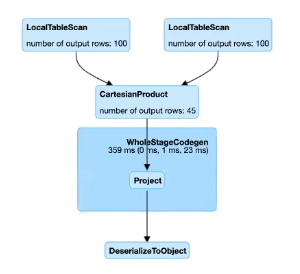 LocalTableScan
number of output rows: 100
LocalTableScan
number of output rows: 100
CartesianProduct
number of output rows: 45
WholeStageCodegen
359 ms (0 ms, 1 ms, 23 ms)
Project
DeserializeToObject